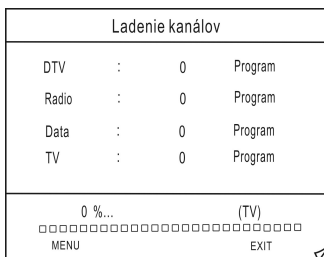 Ladenie kanálov
DTV : 0 Program
Radio : 0 Program
Data : 0 Program
TV : 0 Program
0 %... (TV)
MENU EXIT